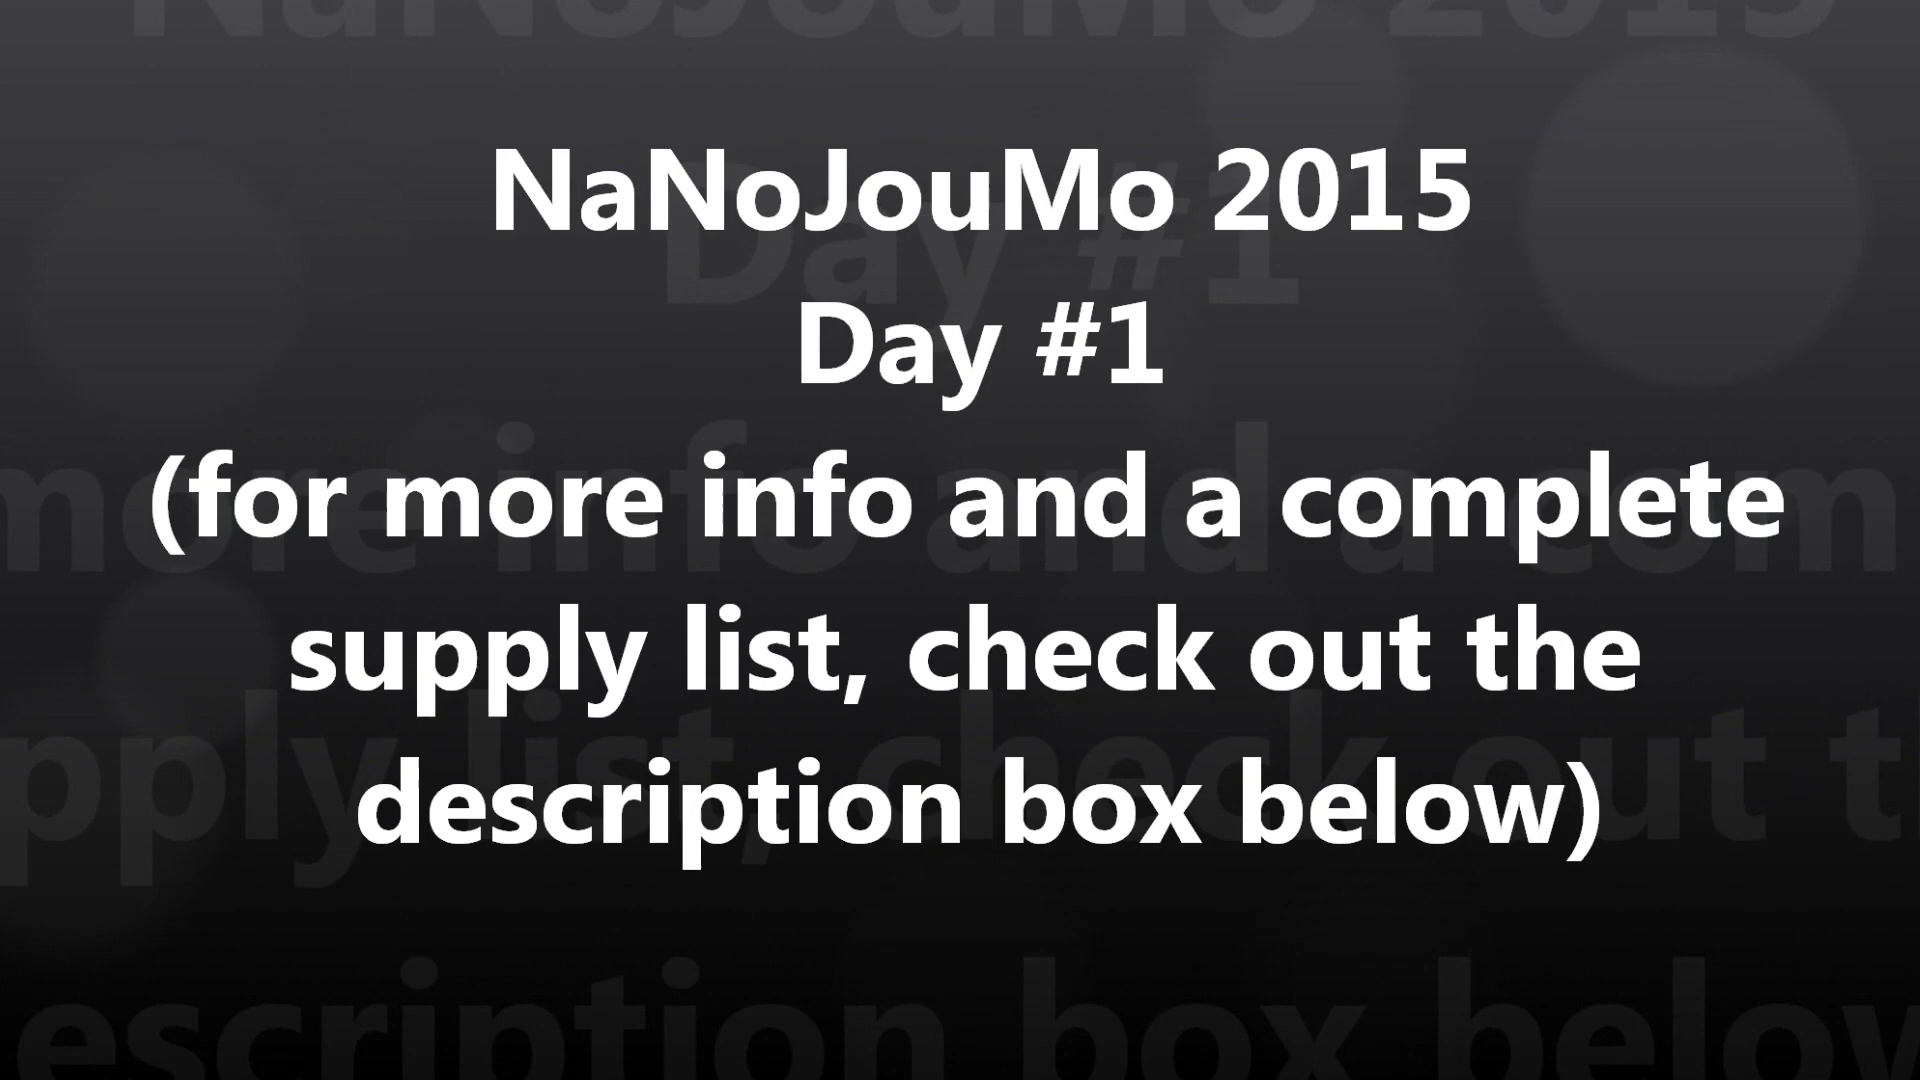 NaNoJouMo 2015
Day #1
(for more info and a complete
supply list, check out the
description box below)